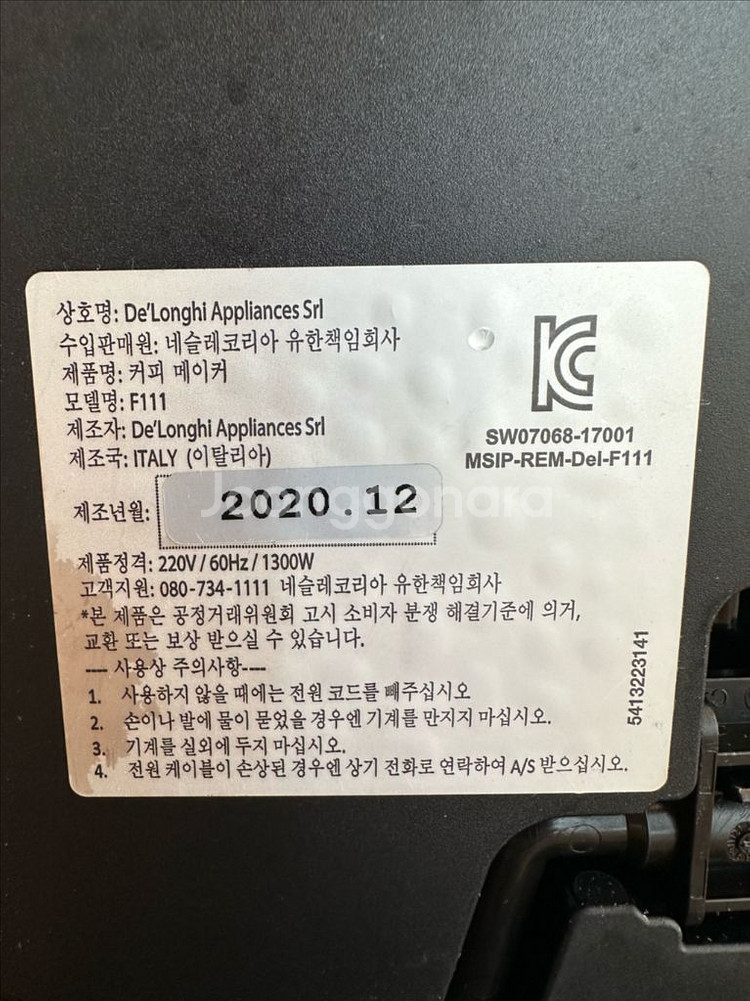 상호명: De'Longhi Appliances Srl
수입판매원: 네슬레코리아 유한책임회사
제품명: 커피 메이커
모델명: F111
제조자: De'Longhi Appliances Srl
제조국: ITALY (이탈리아)
제조년월: 2020.12
Joonggonara
제품정격: 220V / 60Hz / 1300W
고객지원: 080-734-1111 네슬레코리아 유한책임회사
*본 제품은 공정거래위원회 고시 소비자 분쟁 해결기준에 의거,
교환 또는 보상 받으실 수 있습니다.
---- 사용상 주의사항----
1. 사용하지 않을 때에는 전원 코드를 빼주십시오
2. 손이나 발에 물이 묻었을 경우엔 기계를 만지지 마십시오.
3. 기계를 실외에 두지 마십시오.
4. 전원 케이블이 손상된 경우엔 상기 전화로 연락하여 A/S 받으십시오.
KC
SW07068-17001
MSIP-REM-Del-F111
5413223141